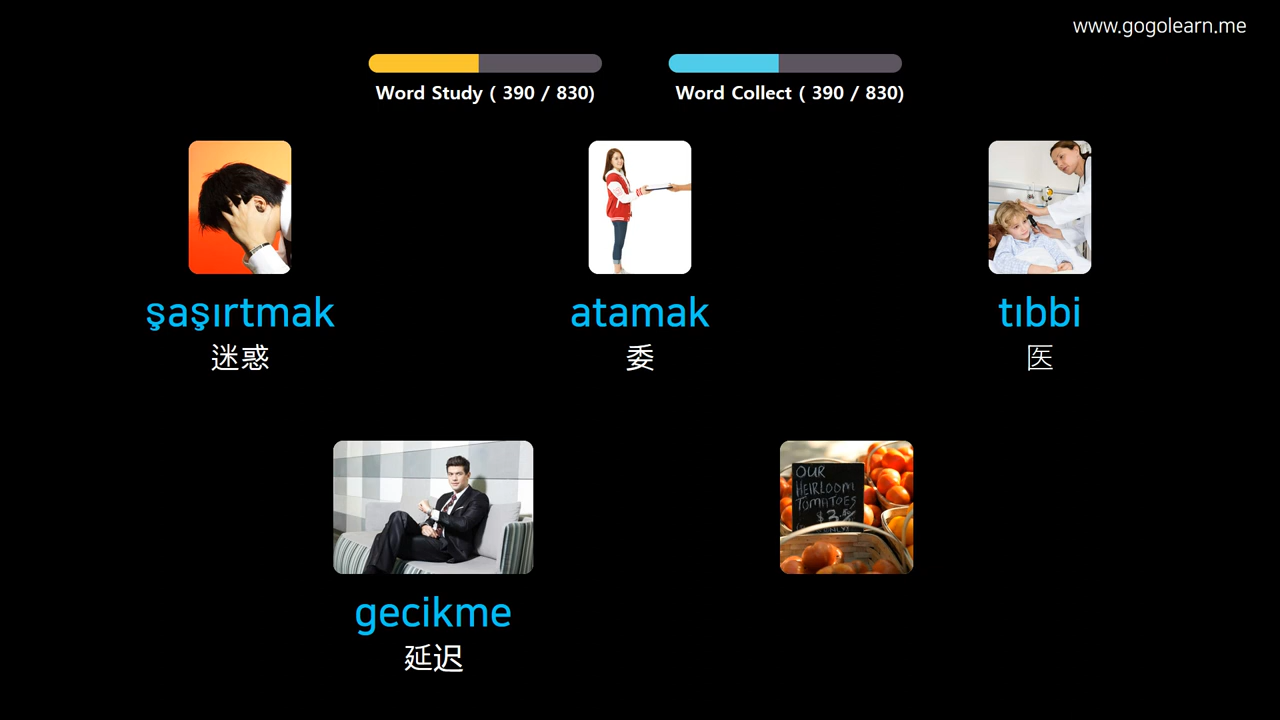 www.gogolearn.me
Word Study ( 390 / 830)
Word Collect ( 390 / 830)
şaşırtmak
迷惑
atamak
委
tıbbi
医
OUR
HEIRLOOM
TOMATOES
gecikme
延迟